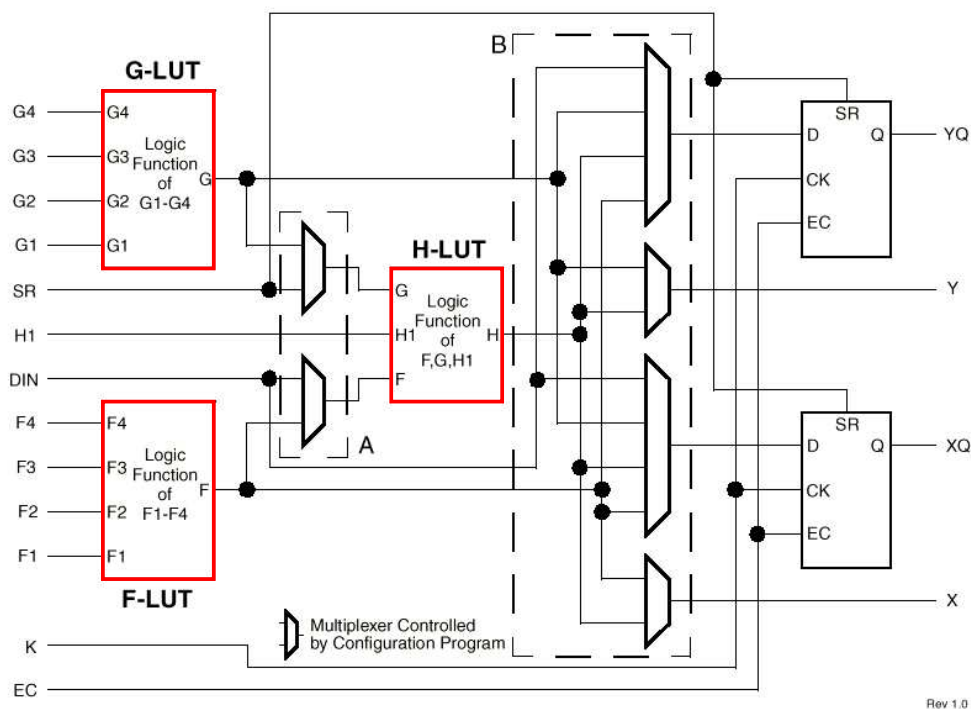 B
G-LUT
G4
G4
G3
G3
G2
G2
G1
G1
Logic
Function
of
G1-G4
G
SR
H1
DIN
H-LUT
G
H1
F
Logic
Function
of
F,G,H1
H
A
F4
F4
F3
F3
F2
F2
F1
F1
Logic
Function
of
F1-F4
F
F-LUT
K
EC
Multiplexer Controlled
by Configuration Program
SR
D
Q
CK
EC
YQ
Y
SR
D
Q
CK
EC
XQ
X
Rev 1.0